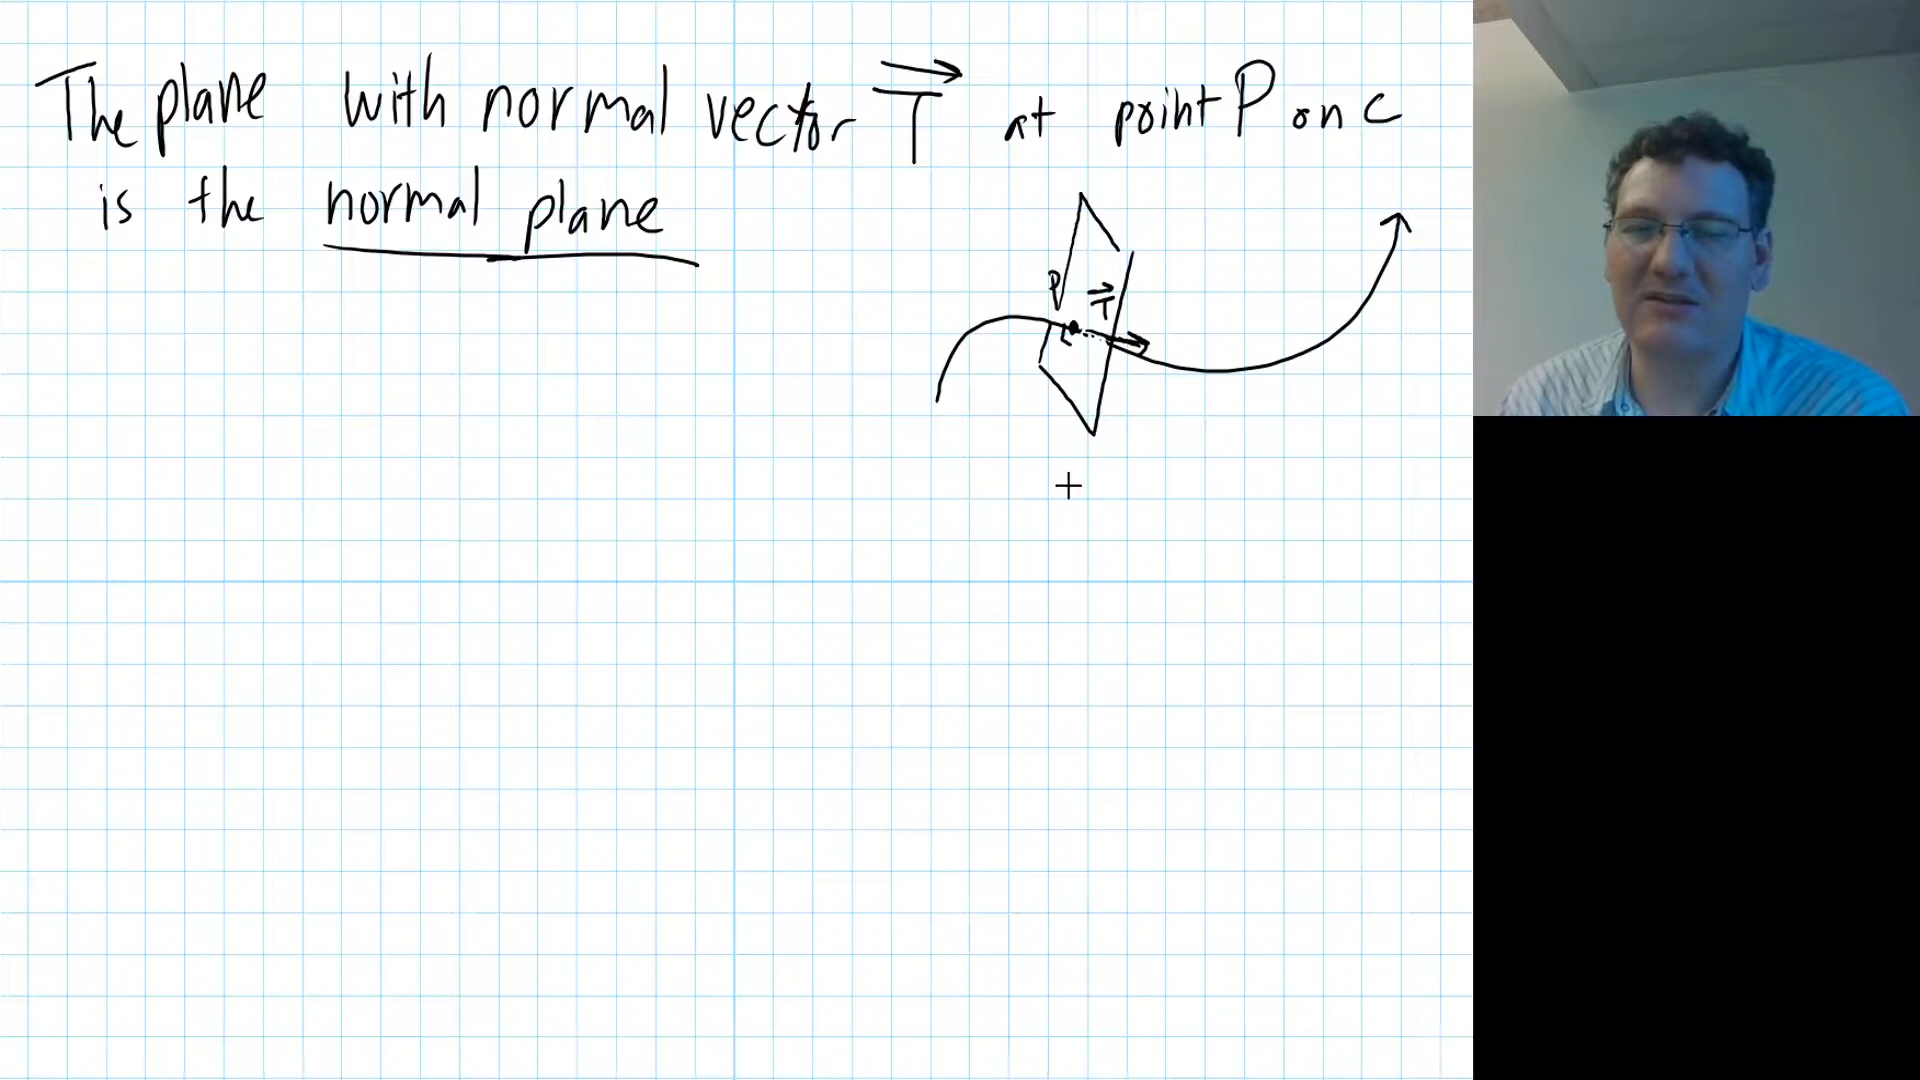 The plane with normal vector T at point P on C
is the normal plane
P
T